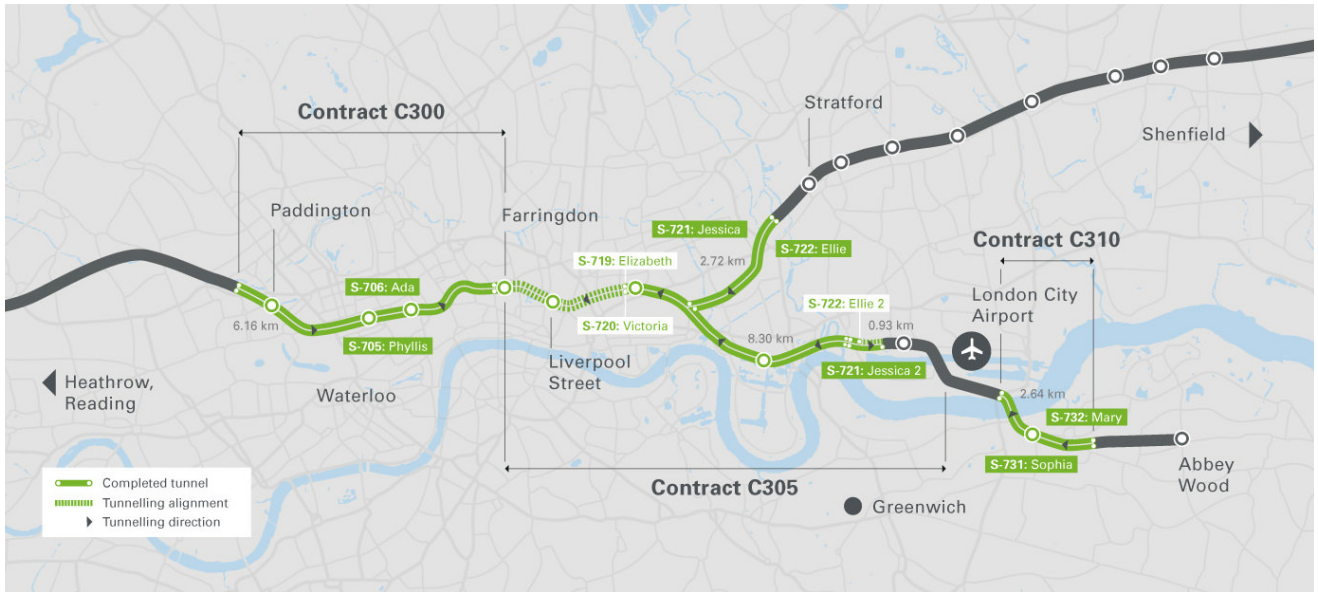 Contract C300
Stratford
Shenfield
Paddington
Farringdon
S-721: Jessica
S-722: Ellie
2.72 km
Contract C310
S-719: Elizabeth
S-706: Ada
6.16 km
S-705: Phyllis
S-720: Victoria
S-722: Ellie 2
0.93 km
London City
Airport
8.30 km
Liverpool
Street
S-721: Jessica 2
Heathrow,
Reading
Waterloo
2.64 km
S-732: Mary
S-731: Sophia
Abbey
Wood
Contract C305
Greenwich
Completed tunnel
Tunnelling alignment
Tunnelling direction